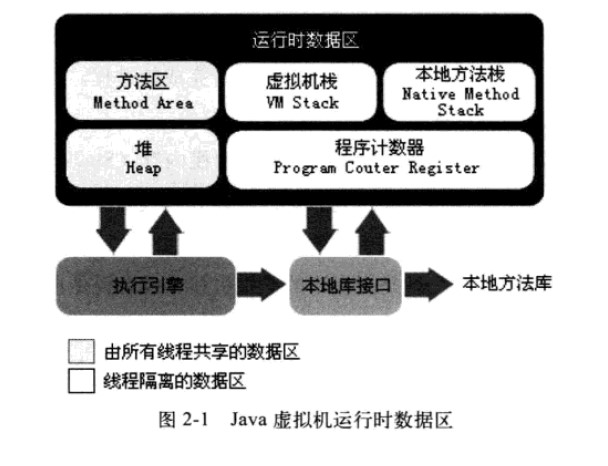 运行时数据区
方法区
Method Area
虚拟机栈
VM Stack
本地方法栈
Native Method
Stack
堆
Heap
程序计数器
Program Couter Register
执行引擎
本地库接口
本地方法库
由所有线程共享的数据区
线程隔离的数据区
图 2-1 Java 虚拟机运行时数据区